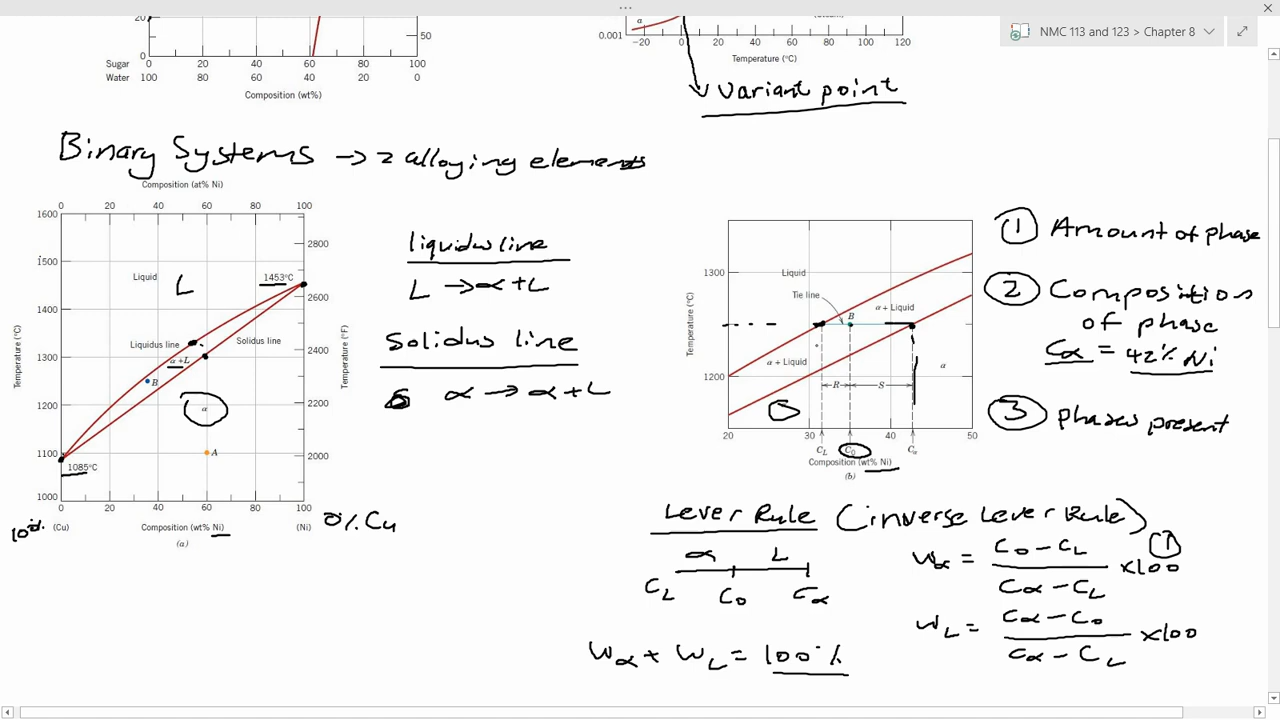 NMC 113 and 123 > Chapter 8
20
0
50
Sugar 0 20 40 60 80 100
Water 100 80 60 40 20 0
Composition (wt%)
0.001
−20 0 20 40 60 80 100 120
Temperature (°C)
variant point
Binary Systems → 2 alloying elements
Composition (at% Ni)
0 20 40 60 80 100
1600
1500
1400
1300
1200
1100
1000
2800
2600
2400
2200
2000
Temperature (°C)
Temperature (°F)
Liquid L
1453°C
Liquidus line
Solidus line
α + L
B
α
A
1085°C
0 20 40 60 80 100
(Cu) Composition (wt% Ni) (Ni)
(a)
100%
0% Cu
liquidus line
L → α + L
Solidus line
α → α + L
1300
1200
Temperature (°C)
Liquid
Tie line
B
α + Liquid
α + Liquid
α
R S
20 30 40 50
CL C0 Cα
Composition (wt% Ni)
(b)
① Amount of phase
② Composition of phase
Cα = 42% Ni
③ phases present
Lever Rule (inverse Lever Rule)
α L
CL C0 Cα
Wα + WL = 100%
Wα = C0 − CL / Cα − CL ×100 ①
WL = Cα − C0 / Cα − CL ×100